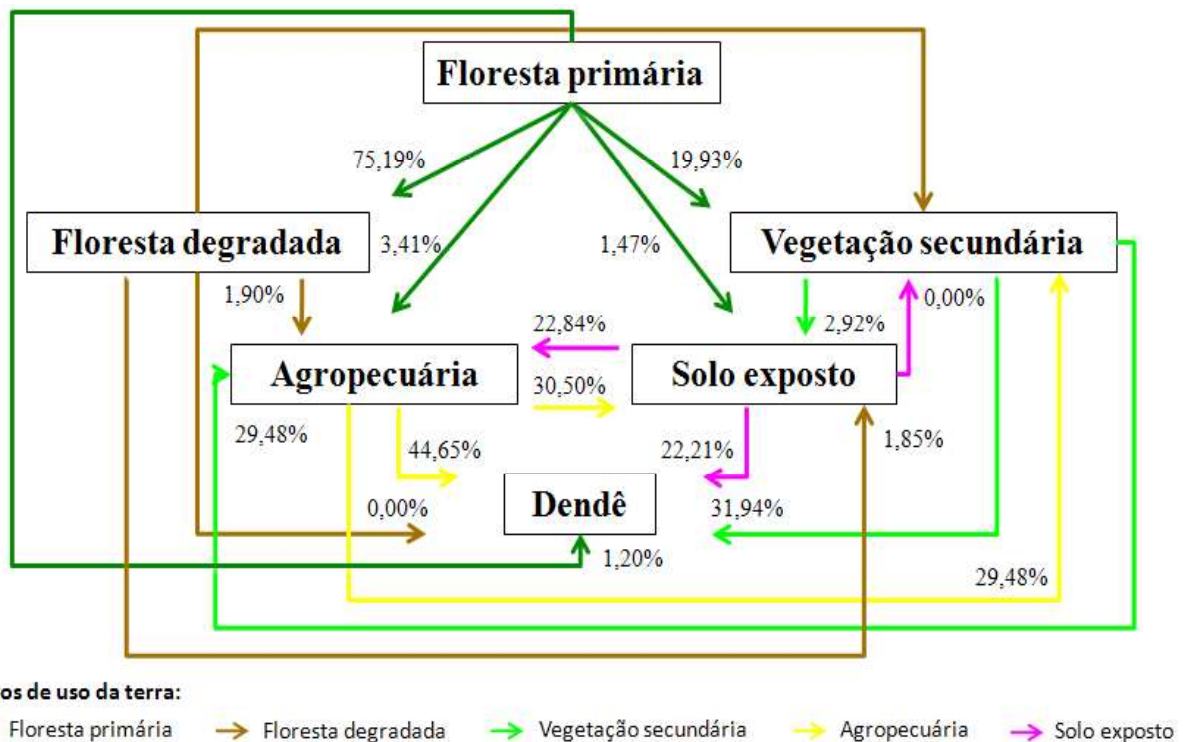 Floresta primária
75,19%
19,93%
Floresta degradada
3,41%
1,47%
Vegetação secundária
1,90%
22,84%
2,92%
0,00%
Agropecuária
30,50%
Solo exposto
29,48%
44,65%
22,21%
1,85%
0,00%
Dendê
31,94%
1,20%
29,48%
os de uso da terra:
Floresta primária Floresta degradada Vegetação secundária Agropecuária Solo exposto